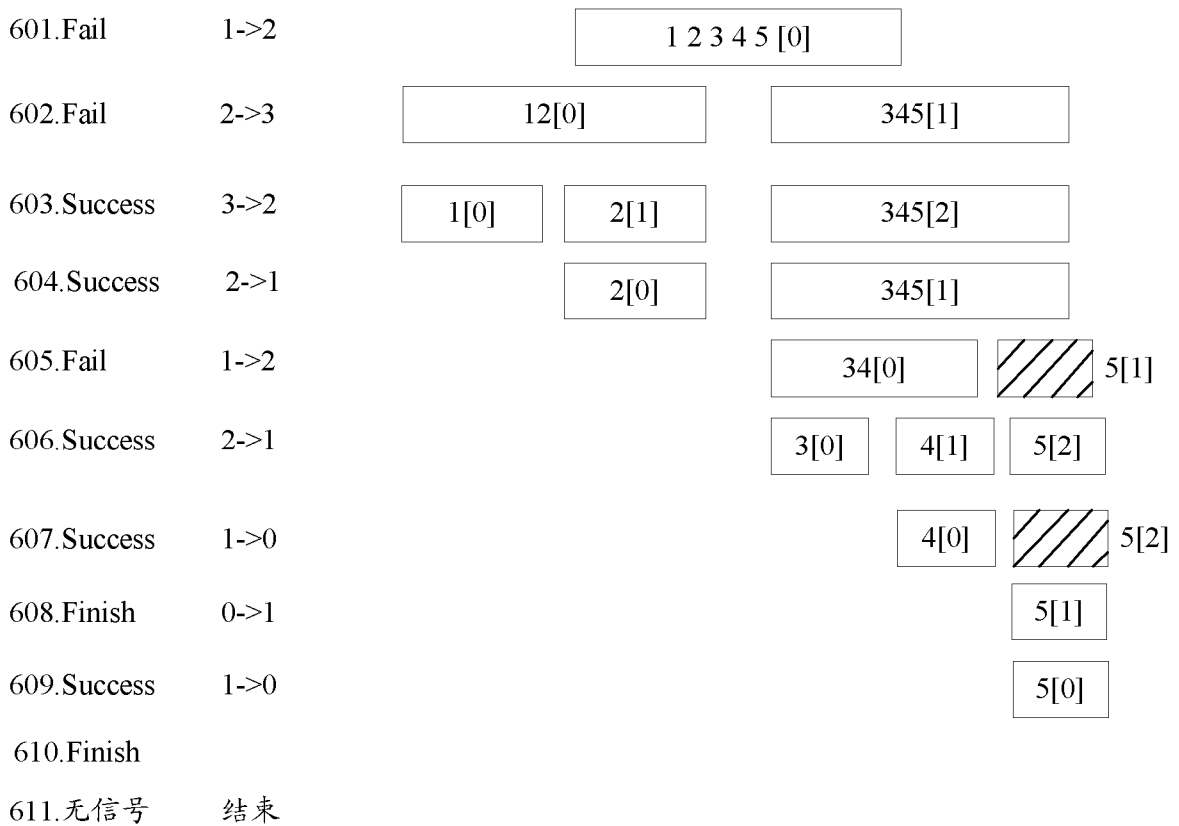 601.Fail 1->2 1 2 3 4 5 [0]
602.Fail 2->3 12[0] 345[1]
603.Success 3->2 1[0] 2[1] 345[2]
604.Success 2->1 2[0] 345[1]
605.Fail 1->2 34[0] 5[1]
606.Success 2->1 3[0] 4[1] 5[2]
607.Success 1->0 4[0] 5[2]
608.Finish 0->1 5[1]
609.Success 1->0 5[0]
610.Finish
611.无信号 结束